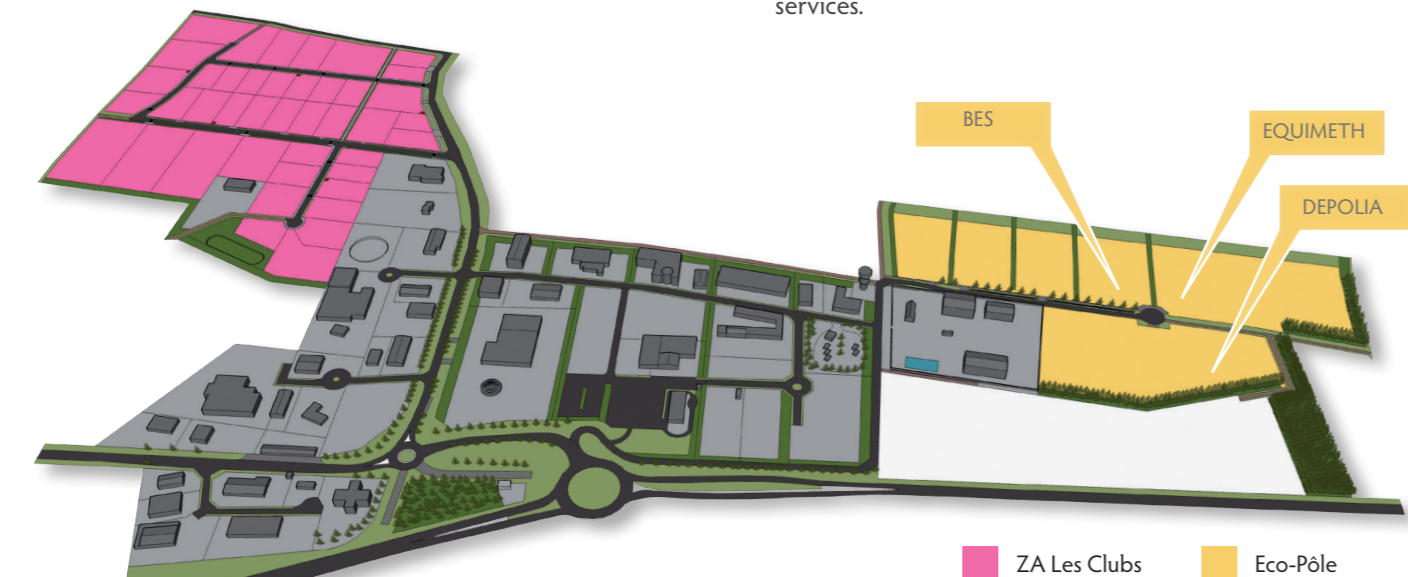 services.
BES
EQUIMETH
DEPOLIA
ZA Les Clubs
Eco-Pôle